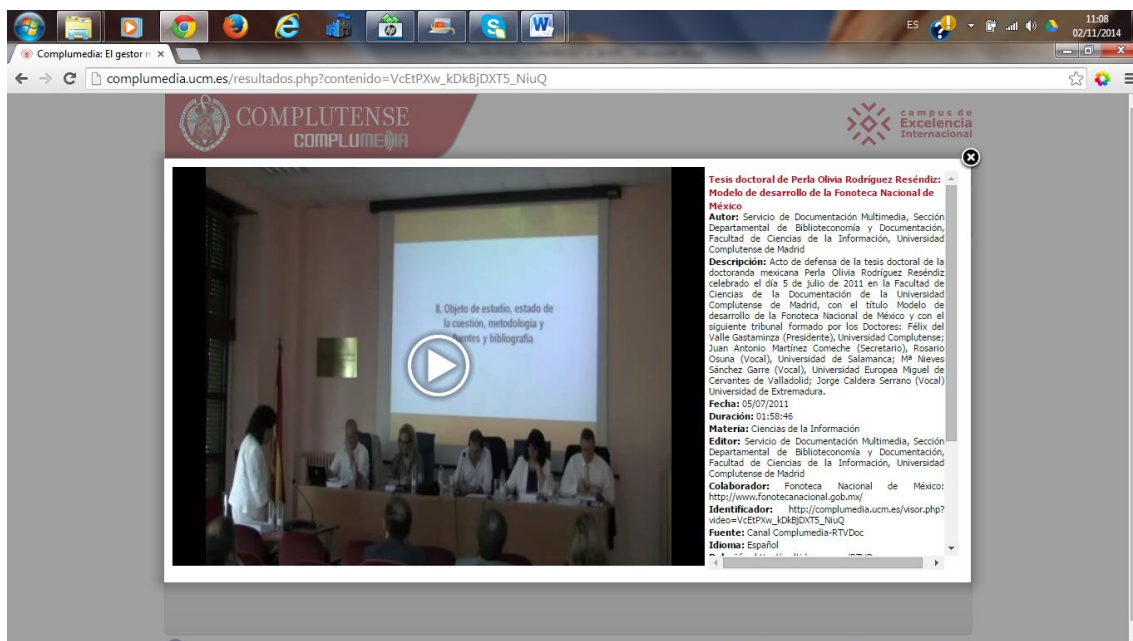 ES
11:08
02/11/2014
Complumedia: El gestor m
complumedia.ucm.es/resultados.php?contenido=VcEtPXw_kDkBjDXT5_NiuQ
COMPLUTENSE
COMPLUMEDIA
campus de
Excelencia
Internacional
II. Objeto de estudio, estado de
la cuestión, metodología y
fuentes y bibliografía
Tesis doctoral de Perla Olivia Rodríguez Reséndiz:
Modelo de desarrollo de la Fonoteca Nacional de
México
Autor: Servicio de Documentación Multimedia, Sección
Departamental de Biblioteconomía y Documentación,
Facultad de Ciencias de la Información, Universidad
Complutense de Madrid
Descripción: Acto de defensa de la tesis doctoral de la
doctoranda mexicana Perla Olivia Rodríguez Reséndiz
celebrado el día 5 de julio de 2011 en la Facultad de
Ciencias de la Documentación de la Universidad
Complutense de Madrid, con el título Modelo de
desarrollo de la Fonoteca Nacional de México y con el
siguiente tribunal formado por los Doctores: Félix del
Valle Gastaminza (Presidente), Universidad Complutense;
Juan Antonio Martínez Comeche (Secretario), Rosario
Osuna (Vocal), Universidad de Salamanca; Mª Nieves
Sánchez Garre (Vocal), Universidad Europea Miguel de
Cervantes de Valladolid; Jorge Caldera Serrano (Vocal)
Universidad de Extremadura.
Fecha: 05/07/2011
Duración: 01:58:46
Materia: Ciencias de la Información
Editor: Servicio de Documentación Multimedia, Sección
Departamental de Biblioteconomía y Documentación,
Facultad de Ciencias de la Información, Universidad
Complutense de Madrid
Colaborador: Fonoteca Nacional de México:
http://www.fonotecanacional.gob.mx/
Identificador: http://complumedia.ucm.es/visor.php?
video=VcEtPXw_kDkBjDXT5_NiuQ
Fuente: Canal Complumedia-RTVDoc
Idioma: Español